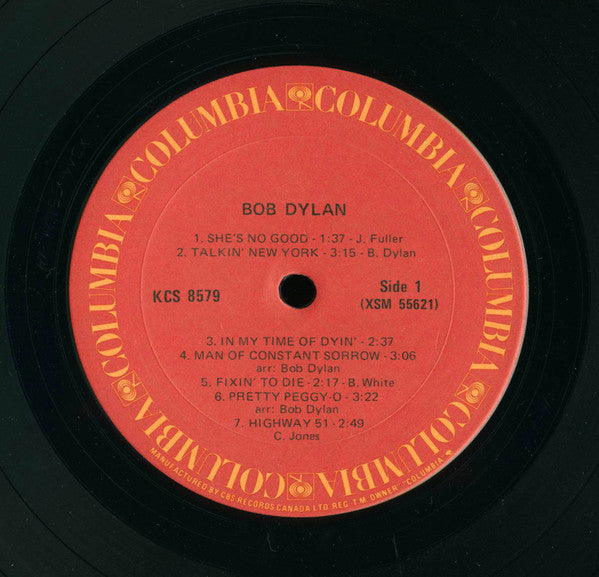 COLUMBIA COLUMBIA COLUMBIA COLUMBIA COLUMBIA COLUMBIA COLUMBIA
BOB DYLAN
1. SHE'S NO GOOD - 1:37 - J. Fuller
2. TALKIN' NEW YORK - 3:15 - B. Dylan
KCS 8579
Side 1
(XSM 55621)
3. IN MY TIME OF DYIN' - 2:37
4. MAN OF CONSTANT SORROW - 3:06
arr: Bob Dylan
5. FIXIN' TO DIE - 2:17 - B. White
6. PRETTY PEGGY-O - 3:22
arr: Bob Dylan
7. HIGHWAY 51 - 2:49
C. Jones
MANUFACTURED BY CBS RECORDS CANADA LTD. REG. T.M. OWNER "COLUMBIA"